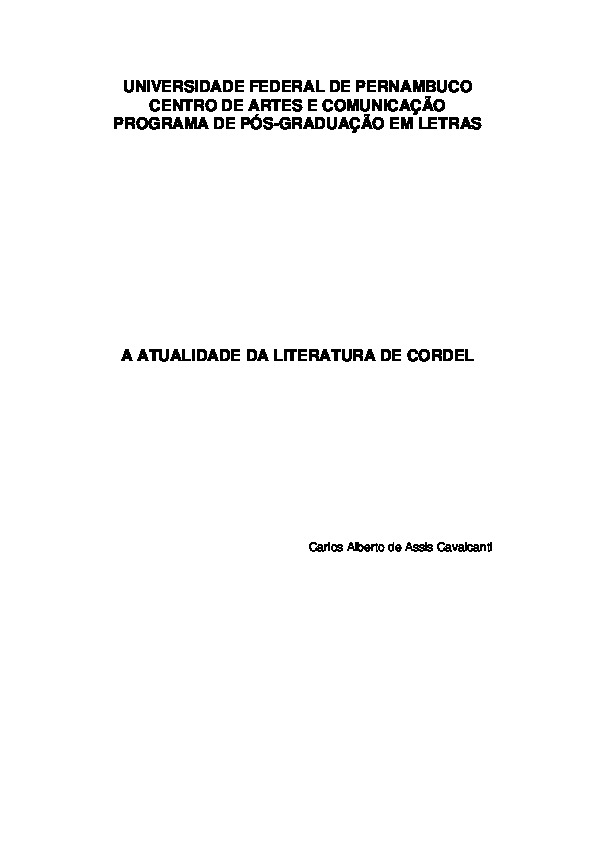 UNIVERSIDADE FEDERAL DE PERNAMBUCO
CENTRO DE ARTES E COMUNICAÇÃO
PROGRAMA DE PÓS-GRADUAÇÃO EM LETRAS
A ATUALIDADE DA LITERATURA DE CORDEL
Carlos Alberto de Assis Cavalcanti